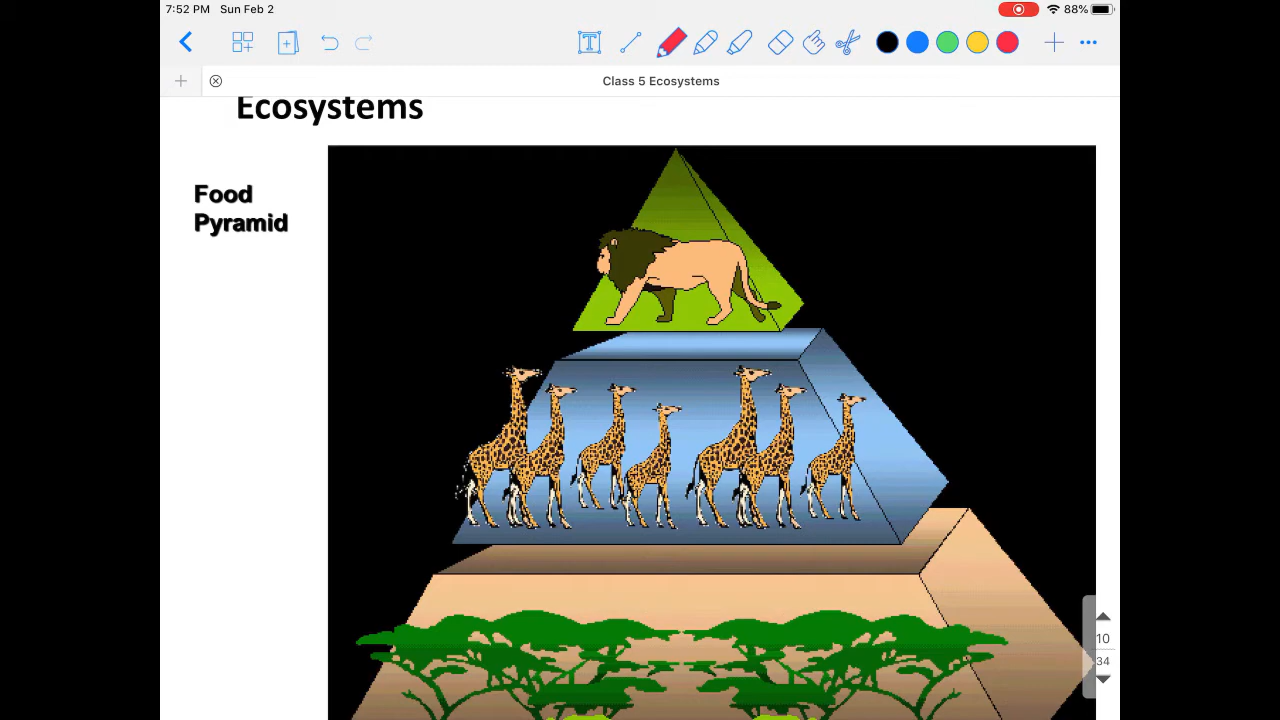 7:52 PM Sun Feb 2
88%
T
Class 5 Ecosystems
Ecosystems
Food
Pyramid
10
34